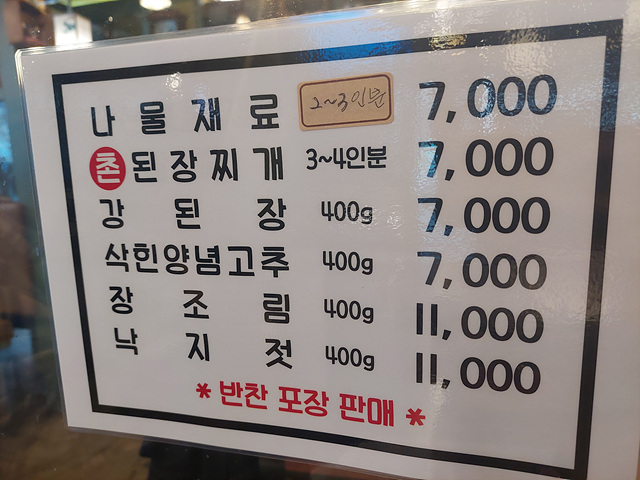 나물재료 2~3인분 7,000
촌된장찌개 3~4인분 7,000
강된장 400g 7,000
삭힌양념고추 400g 7,000
장조림 400g 11,000
낙지젓 400g 11,000
* 반찬 포장 판매 *